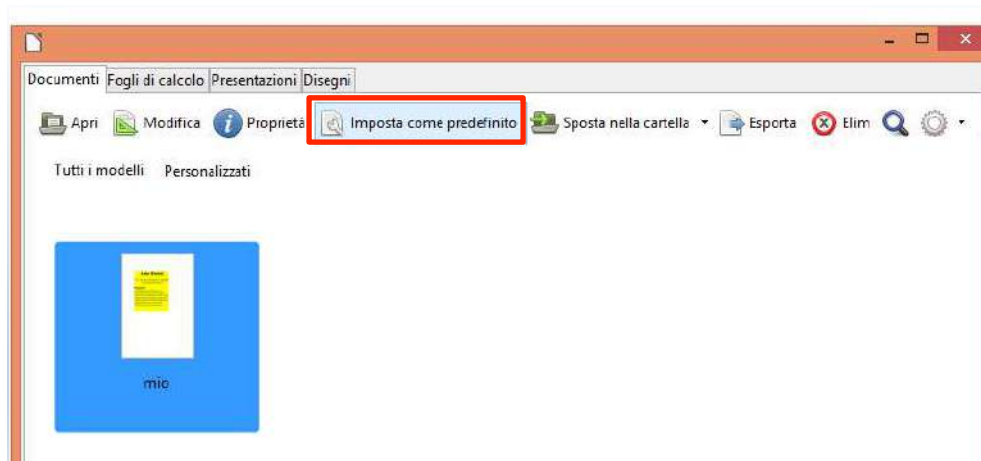 Documenti Fogli di calcolo Presentazioni Disegni
Apri Modifica Proprietà Imposta come predefinito Sposta nella cartella Esporta Elim
Tutti i modelli Personalizzati
mio